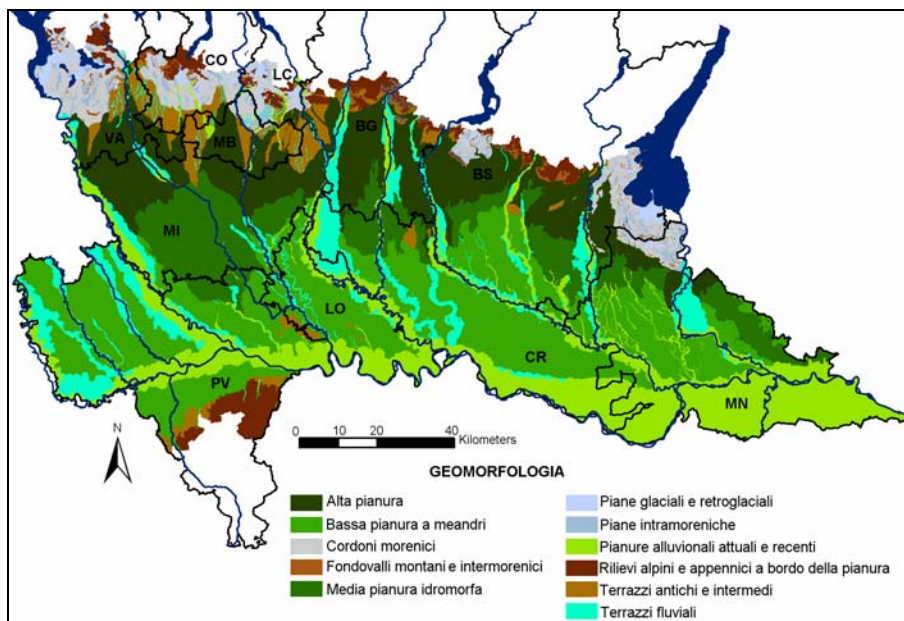 CO
LC
VA
MB
BG
BS
MI
LO
CR
PV
MN
N
0 10 20 40
Kilometers
GEOMORFOLOGIA
Alta pianura
Bassa pianura a meandri
Cordoni morenici
Fondovalli montani e intermorenici
Media pianura idromorfa
Piane glaciali e retroglaciali
Piane intramoreniche
Pianure alluvionali attuali e recenti
Rilievi alpini e appennici a bordo della pianura
Terrazzi antichi e intermedi
Terrazzi fluviali